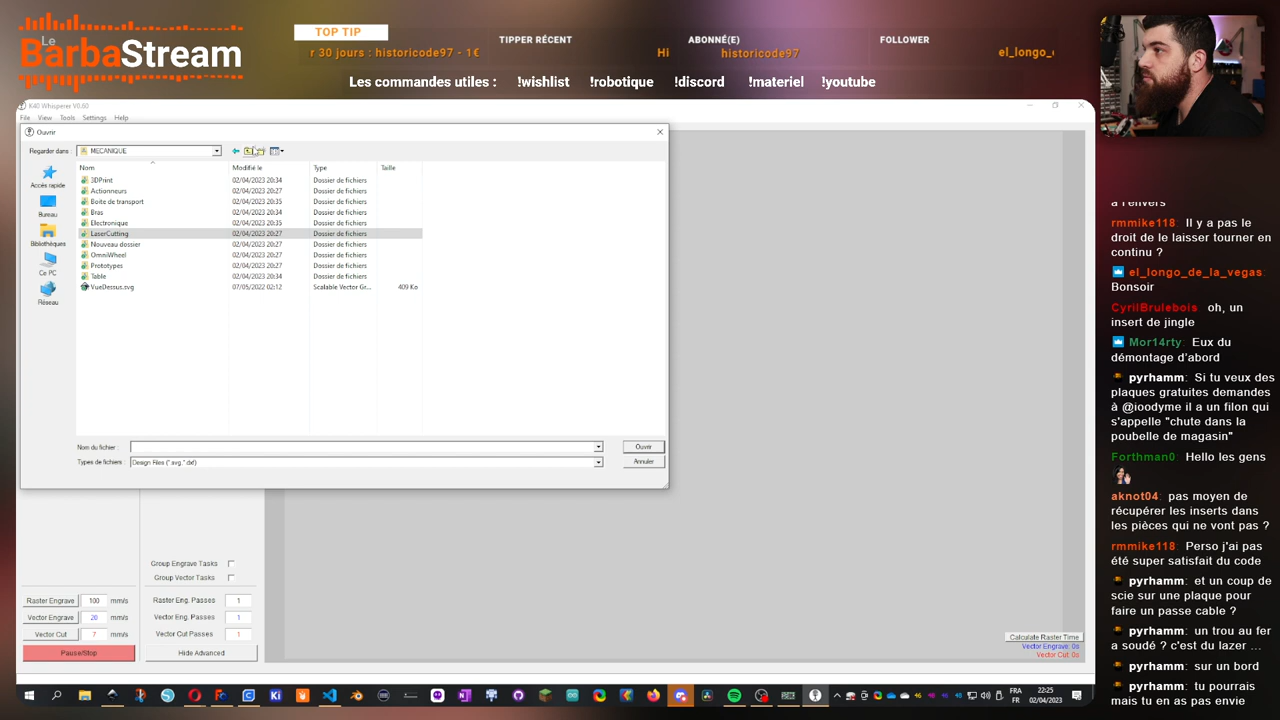 Le
BarbaStream
TOP TIP
r 30 jours : historicode97 - 1€
TIPPER RÉCENT
Hi
ABONNÉ(E)
historicode97
FOLLOWER
el_longo_
Les commandes utiles : !wishlist !robotique !discord !materiel !youtube
K40 Whisperer V0.60
File View Tools Settings Help
Ouvrir
Regarder dans : MECANIQUE
Nom Modifié le Type Taille
3DPrint 02/04/2023 20:34 Dossier de fichiers
Actionneurs 02/04/2023 20:27 Dossier de fichiers
Boite de transport 02/04/2023 20:35 Dossier de fichiers
Bras 02/04/2023 20:34 Dossier de fichiers
Electronique 02/04/2023 20:35 Dossier de fichiers
LaserCutting 02/04/2023 20:27 Dossier de fichiers
Nouveau dossier 02/04/2023 20:27 Dossier de fichiers
OmniWheel 02/04/2023 20:27 Dossier de fichiers
Prototypes 02/04/2023 20:27 Dossier de fichiers
Table 02/04/2023 20:34 Dossier de fichiers
VueDessus.svg 07/05/2022 02:12 Scalable Vector Gr... 409 Ko
Accès rapide
Bureau
Bibliothèques
Ce PC
Réseau
Nom du fichier : Ouvrir
Types de fichiers : Design Files (*.svg,*.dxf) Annuler
Group Engrave Tasks
Group Vector Tasks
Raster Engrave 100 mm/s Raster Eng. Passes 1
Vector Engrave 20 mm/s Vector Eng. Passes 1
Vector Cut 7 mm/s Vector Cut Passes 1
Pause/Stop Hide Advanced
Calculate Raster Time
Vector Engrave: 0s
Vector Cut: 0s
FRA
FR
22:25
02/04/2023
à l'envers
rmmike118: Il y a pas le
droit de le laisser tourner en
continu ?
el_longo_de_la_vegas:
Bonsoir
CyrilBrulebois: oh, un
insert de jingle
Mor14rty: Eux du
démontage d'abord
pyrhamm: Si tu veux des
plaques gratuites demandes
à @ioodyme il a un filon qui
s'appelle "chute dans la
poubelle de magasin"
Forthman0: Hello les gens
aknot04: pas moyen de
récupérer les inserts dans
les pièces qui ne vont pas ?
rmmike118: Perso j'ai pas
été super satisfait du code
pyrhamm: et un coup de
scie sur une plaque pour
faire un passe cable ?
pyrhamm: un trou au fer
a soudé ? c'est du lazer ...
pyrhamm: sur un bord
pyrhamm: tu pourrais
mais tu en as pas envie